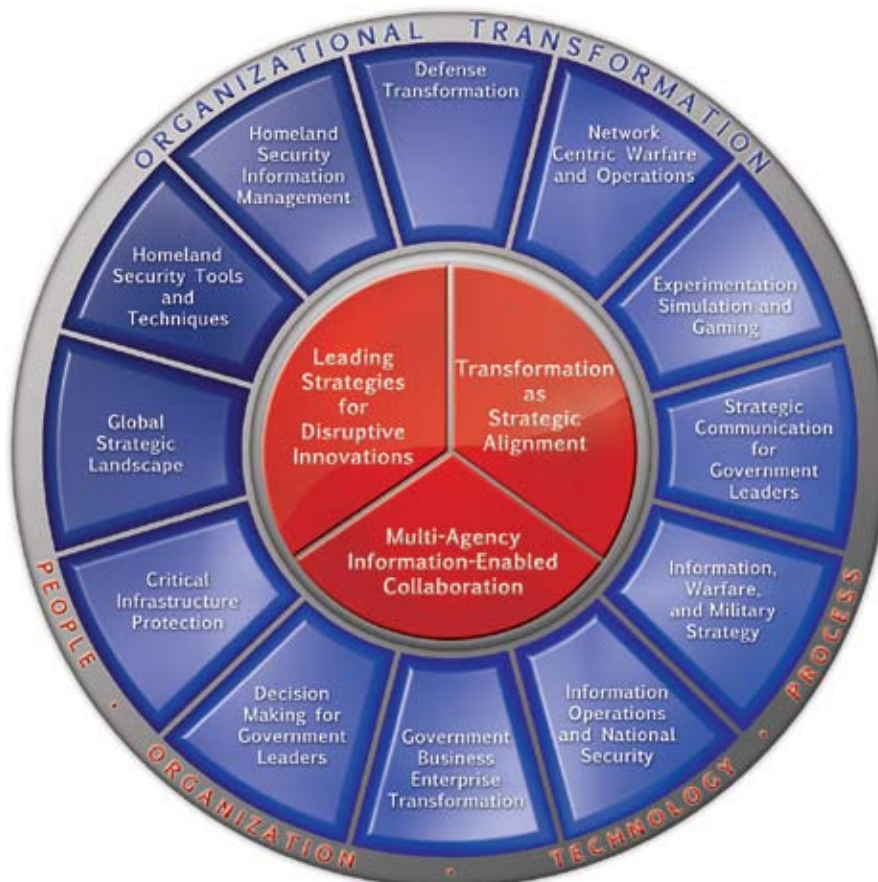 ORGANIZATIONAL TRANSFORMATION
Defense
Transformation
Network
Centric Warfare
and Operations
Experimentation
Simulation and
Gaming
Strategic
Communication
for
Government
Leaders
Information,
Warfare,
and Military
Strategy
Information
Operations
and National
Security
Government
Business
Enterprise
Transformation
Decision
Making for
Government
Leaders
Critical
Infrastructure
Protection
Global
Strategic
Landscape
Homeland
Security Tools
and
Techniques
Homeland
Security
Information
Management
Leading
Strategies
for
Disruptive
Innovations
Transformation
as
Strategic
Alignment
Multi-Agency
Information-Enabled
Collaboration
PEOPLE • ORGANIZATION • TECHNOLOGY • PROCESS